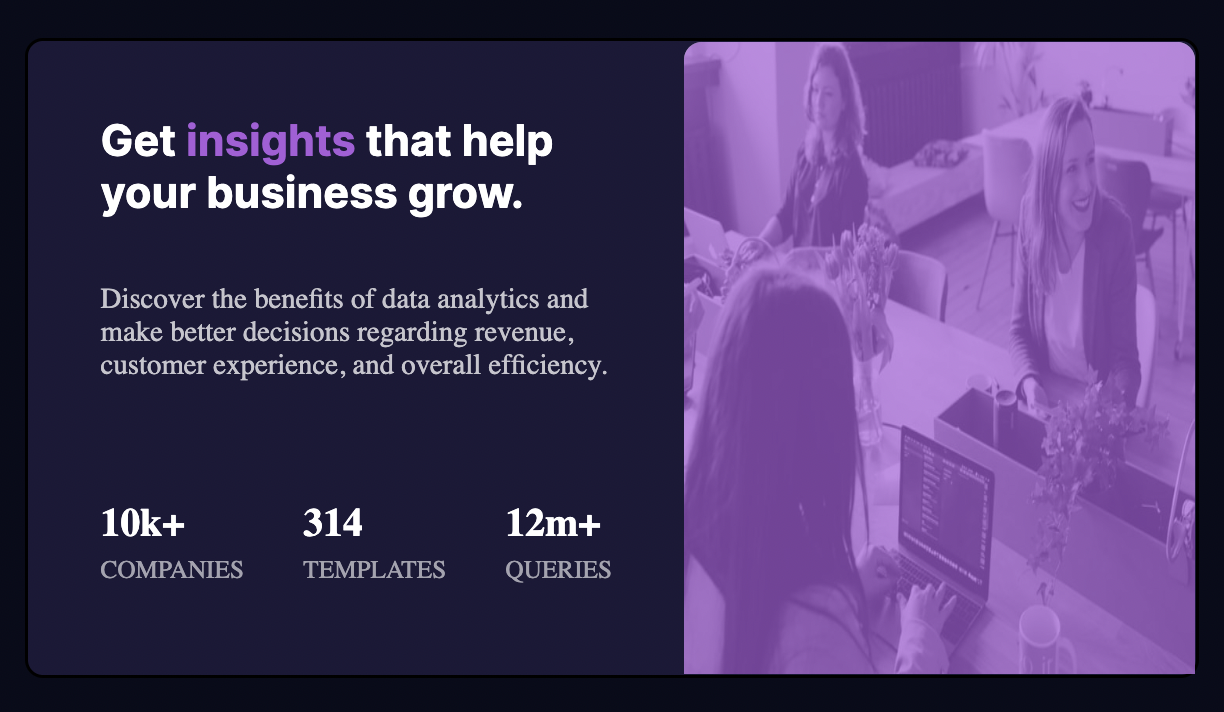 Get insights that help
your business grow.
Discover the benefits of data analytics and
make better decisions regarding revenue,
customer experience, and overall efficiency.
10k+ 314 12m+
COMPANIES TEMPLATES QUERIES